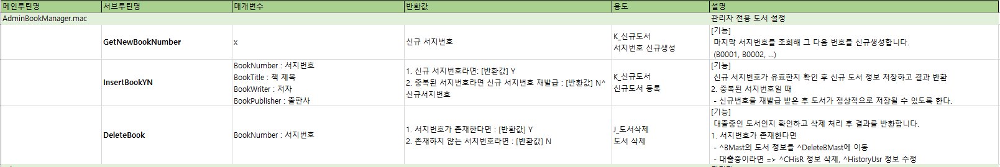 메인루틴명 서브루틴명 매개변수 반환값 용도 설명
AdminBookManager.mac 관리자 전용 도서 설정
GetNewBookNumber x 신규 서지번호
K_신규도서
서지번호 신규생성
[기능]
마지막 서지번호를 조회해 그 다음 번호를 신규생성합니다.
(B0001, B0002, ...)
InsertBookYN
BookNumber : 서지번호
BookTitle : 책 제목
BookWriter : 저자
BookPublisher : 출판사
1. 신규 서지번호라면: [반환값] Y
2. 중복된 서지번호라면 신규 서지번호 재발급 : [반환값] N^
신규서지번호
K_신규도서
신규도서 등록
[기능]
신규 서지번호가 유효한지 확인 후 신규 도서 정보 저장하고 결과 반환
2. 중복된 서지번호일 때
- 신규번호를 재발급 받은 후 도서가 정상적으로 저장될 수 있도록 한다.
DeleteBook
BookNumber : 서지번호
1. 서지번호가 존재한다면 : [반환값] Y
2. 존재하지 않는 서지번호라면 : [반환값] N
J_도서삭제
도서 삭제
[기능]
대출중인 도서인지 확인하고 삭제 처리 후 결과를 반환합니다.
1. 서지번호가 존재한다면
- ^BMast의 도서 정보를 ^DeleteBMast에 이동
- 대출중이라면 => ^CHisR 정보 삭제, ^HistoryUsr 정보 수정